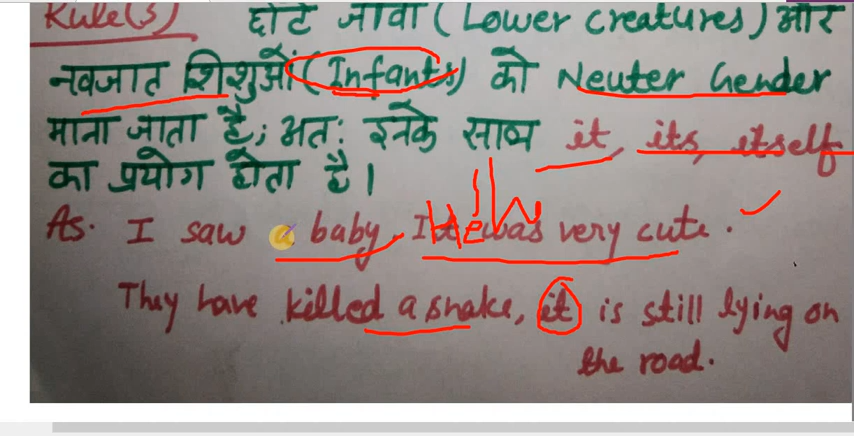 Rule(s) छोटे जीवों (Lower creatures) और
नवजात शिशुओं (Infants) को Neuter Gender
माना जाता है; अतः इनके साथ it, its, itself
का प्रयोग होता है।
As. I saw a baby. It was very cute.
They have killed a snake, it is still lying on
the road.